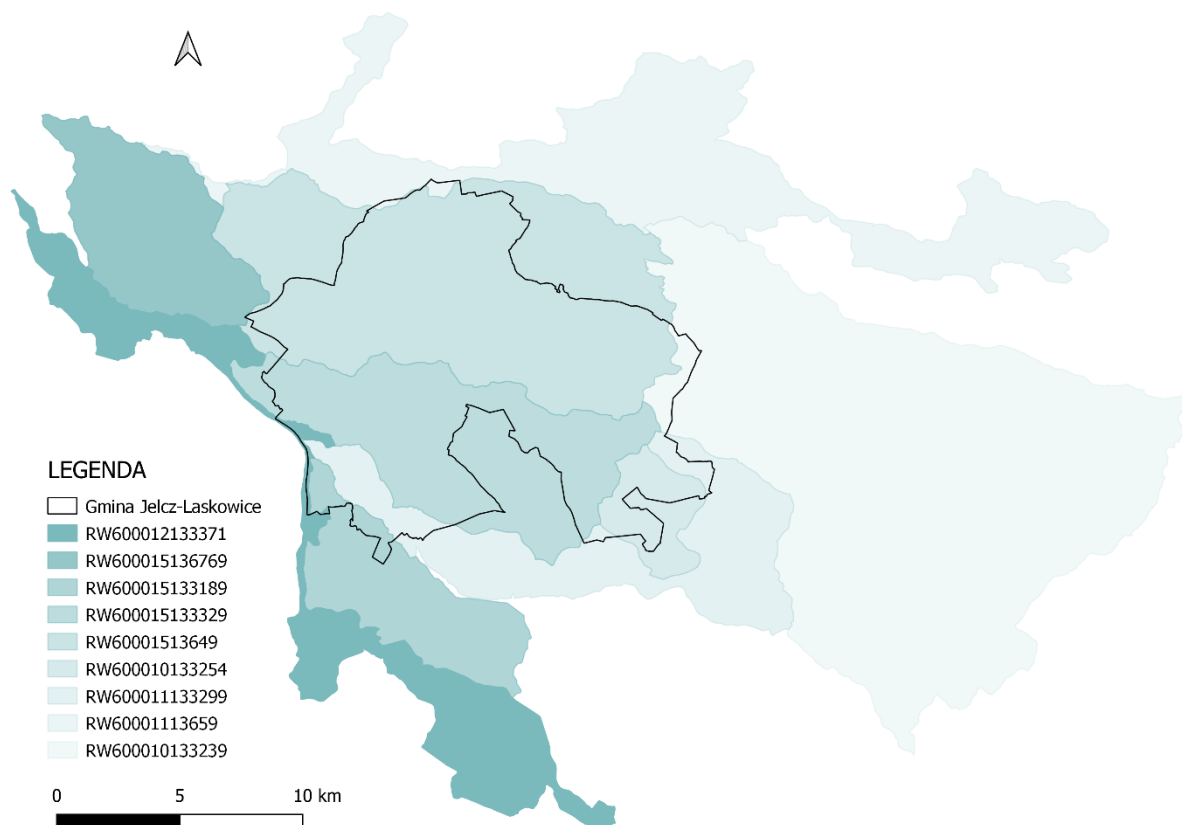 LEGENDA
Gmina Jelcz-Laskowice
RW600012133371
RW600015136769
RW600015133189
RW600015133329
RW60001513649
RW600010133254
RW600011133299
RW60001113659
RW600010133239
0 5 10 km